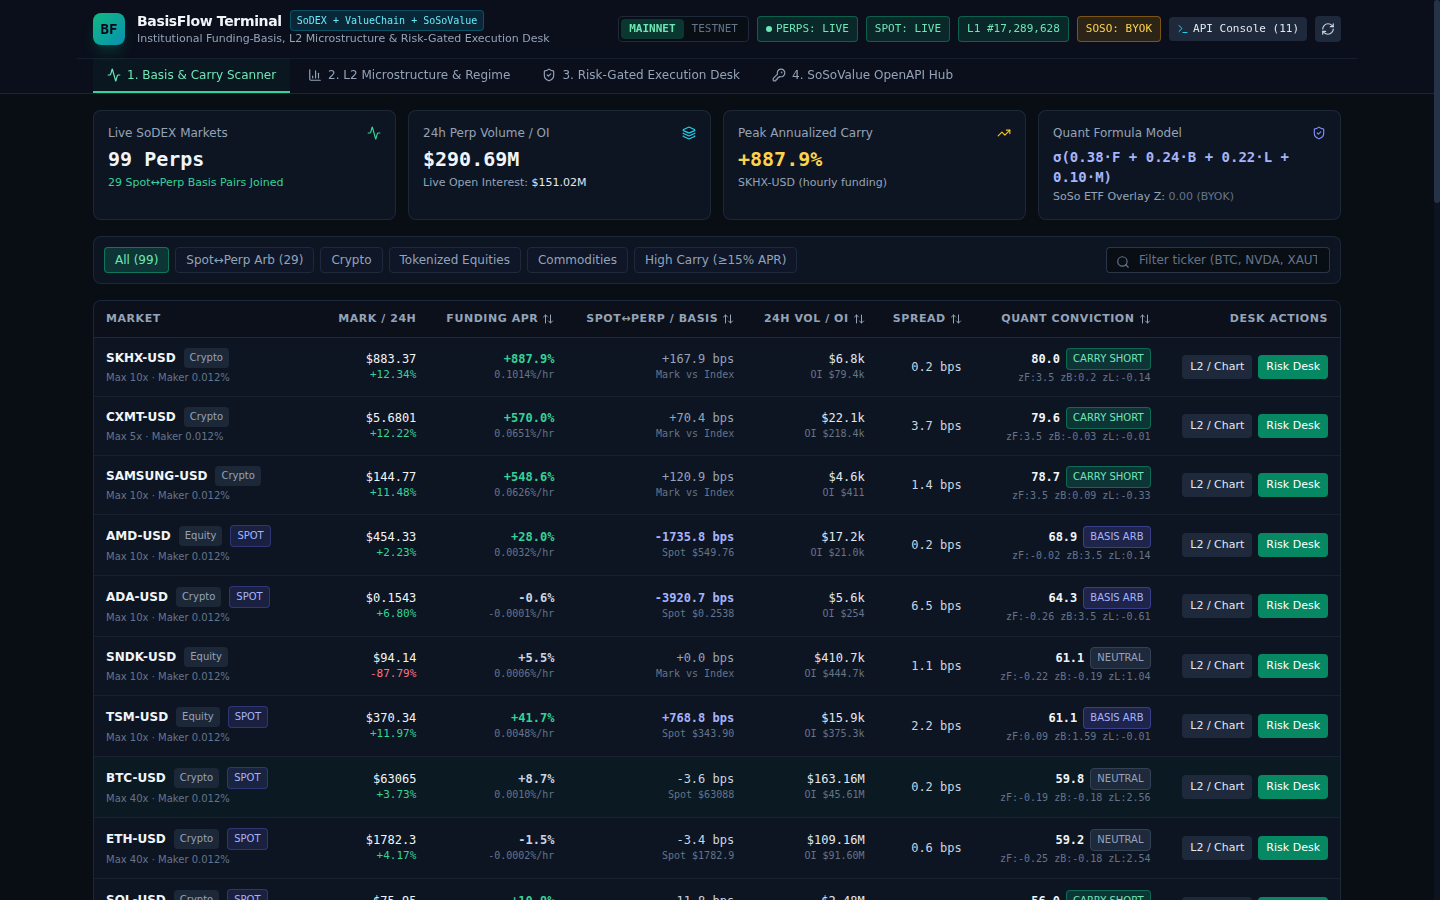 BF
BasisFlow Terminal SoDEX + ValueChain + SoSoValue
Institutional Funding-Basis, L2 Microstructure & Risk-Gated Execution Desk
MAINNET TESTNET PERPS: LIVE SPOT: LIVE L1 #17,289,628 SOSO: BYOK API Console (11)
1. Basis & Carry Scanner 2. L2 Microstructure & Regime 3. Risk-Gated Execution Desk 4. SoSoValue OpenAPI Hub
Live SoDEX Markets
99 Perps
29 Spot↔Perp Basis Pairs Joined
24h Perp Volume / OI
$290.69M
Live Open Interest: $151.02M
Peak Annualized Carry
+887.9%
SKHX-USD (hourly funding)
Quant Formula Model
σ(0.38·F + 0.24·B + 0.22·L +
0.10·M)
SoSo ETF Overlay Z: 0.00 (BYOK)
All (99) Spot↔Perp Arb (29) Crypto Tokenized Equities Commodities High Carry (≥15% APR) Filter ticker (BTC, NVDA, XAUT
MARKET MARK / 24H FUNDING APR SPOT↔PERP / BASIS 24H VOL / OI SPREAD QUANT CONVICTION DESK ACTIONS
SKHX-USD Crypto $883.37 +887.9% +167.9 bps $6.8k 0.2 bps 80.0 CARRY SHORT L2 / Chart Risk Desk
Max 10x · Maker 0.012% +12.34% 0.1014%/hr Mark vs Index OI $79.4k zF:3.5 zB:0.2 zL:-0.14
CXMT-USD Crypto $5.6801 +570.0% +70.4 bps $22.1k 3.7 bps 79.6 CARRY SHORT L2 / Chart Risk Desk
Max 5x · Maker 0.012% +12.22% 0.0651%/hr Mark vs Index OI $218.4k zF:3.5 zB:-0.03 zL:-0.01
SAMSUNG-USD Crypto $144.77 +548.6% +120.9 bps $4.6k 1.4 bps 78.7 CARRY SHORT L2 / Chart Risk Desk
Max 10x · Maker 0.012% +11.48% 0.0626%/hr Mark vs Index OI $411 zF:3.5 zB:0.09 zL:-0.33
AMD-USD Equity SPOT $454.33 +28.0% -1735.8 bps $17.2k 0.2 bps 68.9 BASIS ARB L2 / Chart Risk Desk
Max 10x · Maker 0.012% +2.23% 0.0032%/hr Spot $549.76 OI $21.0k zF:-0.02 zB:3.5 zL:0.14
ADA-USD Crypto SPOT $0.1543 -0.6% -3920.7 bps $5.6k 6.5 bps 64.3 BASIS ARB L2 / Chart Risk Desk
Max 10x · Maker 0.012% +6.80% -0.0001%/hr Spot $0.2538 OI $254 zF:-0.26 zB:3.5 zL:-0.61
SNDK-USD Equity $94.14 +5.5% +0.0 bps $410.7k 1.1 bps 61.1 NEUTRAL L2 / Chart Risk Desk
Max 10x · Maker 0.012% -87.79% 0.0006%/hr Mark vs Index OI $444.7k zF:-0.22 zB:-0.19 zL:1.04
TSM-USD Equity SPOT $370.34 +41.7% +768.8 bps $15.9k 2.2 bps 61.1 BASIS ARB L2 / Chart Risk Desk
Max 10x · Maker 0.012% +11.97% 0.0048%/hr Spot $343.90 OI $375.3k zF:0.09 zB:1.59 zL:-0.01
BTC-USD Crypto SPOT $63065 +8.7% -3.6 bps $163.16M 0.2 bps 59.8 NEUTRAL L2 / Chart Risk Desk
Max 40x · Maker 0.012% +3.73% 0.0010%/hr Spot $63088 OI $45.61M zF:-0.19 zB:-0.18 zL:2.56
ETH-USD Crypto SPOT $1782.3 -1.5% -3.4 bps $109.16M 0.6 bps 59.2 NEUTRAL L2 / Chart Risk Desk
Max 40x · Maker 0.012% +4.17% -0.0002%/hr Spot $1782.9 OI $91.60M zF:-0.25 zB:-0.18 zL:2.54
SOL-USD Crypto SPOT CARRY SHORT